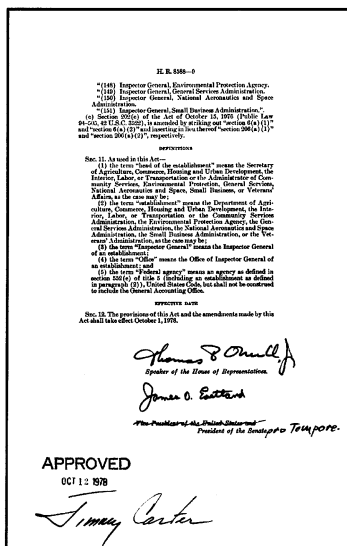 H. R. 8588—9
"(148) Inspector General, Environmental Protection Agency.
"(149) Inspector General, General Services Administration.
"(150) Inspector General, National Aeronautics and Space
Administration.
"(151) Inspector General, Small Business Administration.".
(c) Section 202(e) of the Act of October 15, 1976 (Public Law
94–505, 42 U.S.C. 3522), is amended by striking out "section 6(a)(1)"
and "section 6(a)(2)" and inserting in lieu thereof "section 206(a)(1)"
and "section 206(a)(2)", respectively.
DEFINITIONS
SEC. 11. As used in this Act—
(1) the term "head of the establishment" means the Secretary
of Agriculture, Commerce, Housing and Urban Development, the
Interior, Labor, or Transportation or the Administrator of Com-
munity Services, Environmental Protection, General Services,
National Aeronautics and Space, Small Business, or Veterans'
Affairs, as the case may be;
(2) the term "establishment" means the Department of Agri-
culture, Commerce, Housing and Urban Development, the Inte-
rior, Labor, or Transportation or the Community Services
Administration, the Environmental Protection Agency, the Gen-
eral Services Administration, the National Aeronautics and Space
Administration, the Small Business Administration, or the Vet-
erans' Administration, as the case may be;
(3) the term "Inspector General" means the Inspector General
of an establishment;
(4) the term "Office" means the Office of Inspector General of
an establishment; and
(5) the term "Federal agency" means an agency as defined in
section 552(e) of title 5 (including an establishment as defined
in paragraph (2)), United States Code, but shall not be construed
to include the General Accounting Office.
EFFECTIVE DATE
SEC. 12. The provisions of this Act and the amendments made by
this Act shall take effect October 1, 1978.
Thomas P O'Neill, Jr
Speaker of the House of Representatives.
James O. Eastland
Vice President of the United States and
President of the Senate pro Tempore.
APPROVED
OCT 12 1978
Jimmy Carter